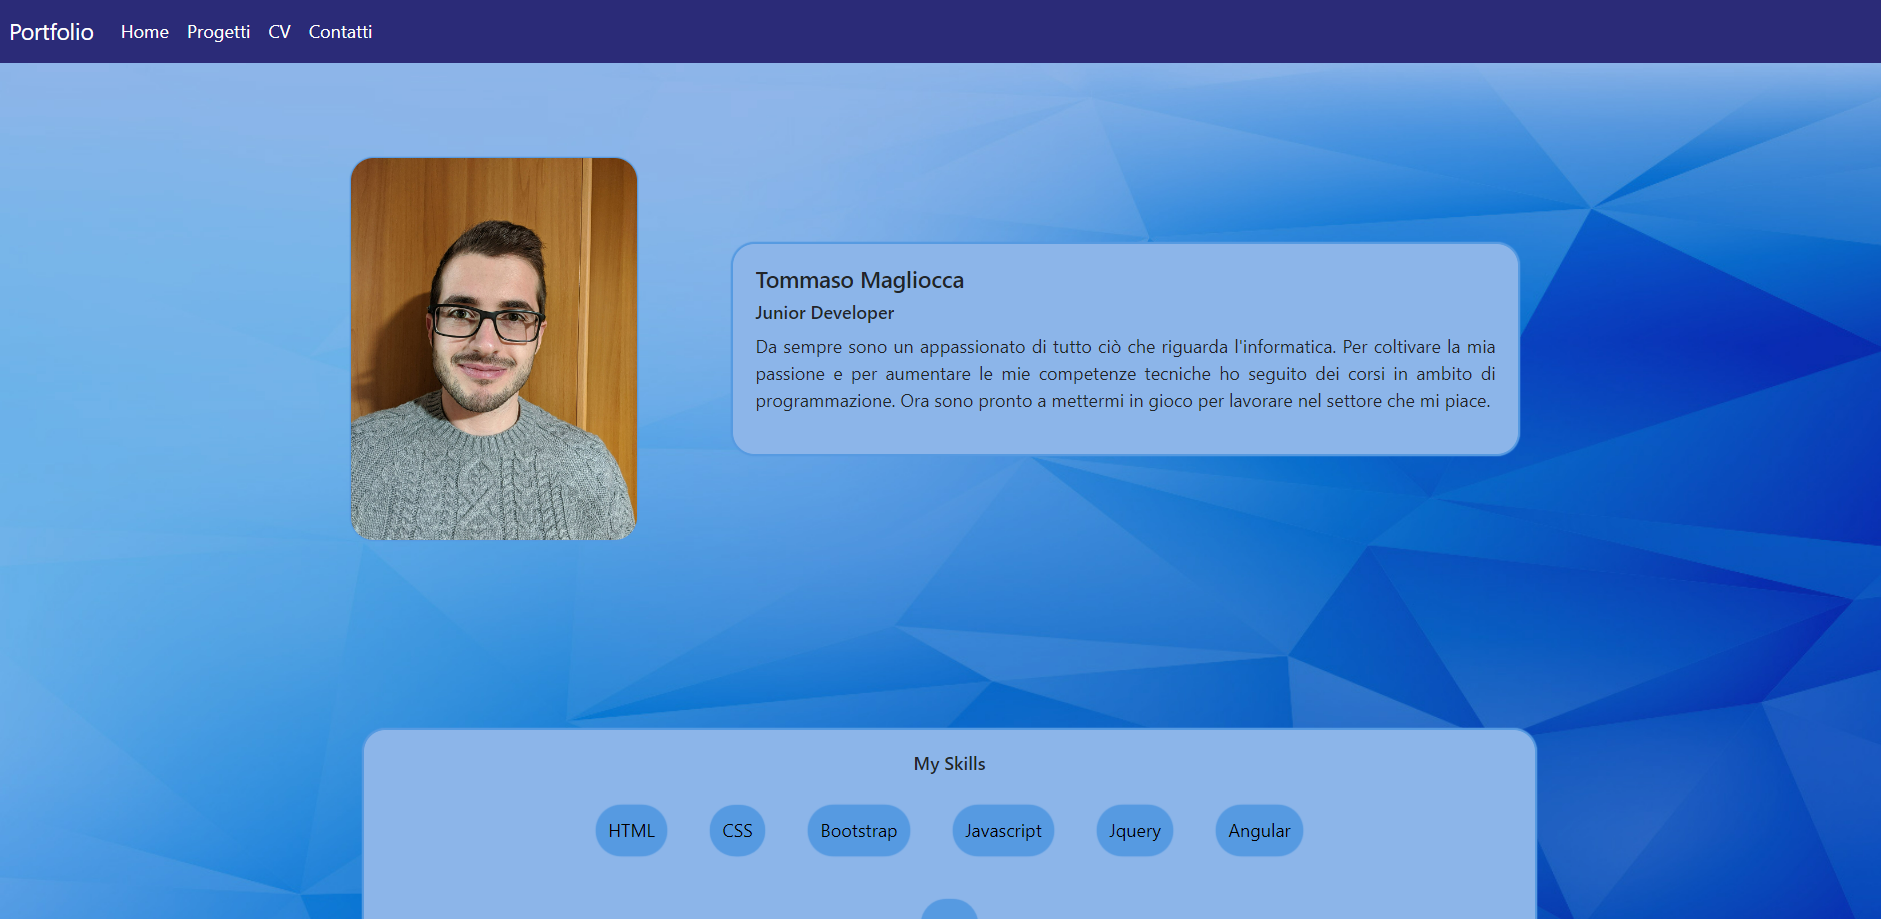 Portfolio Home Progetti CV Contatti
Tommaso Magliocca
Junior Developer
Da sempre sono un appassionato di tutto ciò che riguarda l'informatica. Per coltivare la mia
passione e per aumentare le mie competenze tecniche ho seguito dei corsi in ambito di
programmazione. Ora sono pronto a mettermi in gioco per lavorare nel settore che mi piace.
My Skills
HTML CSS Bootstrap Javascript Jquery Angular